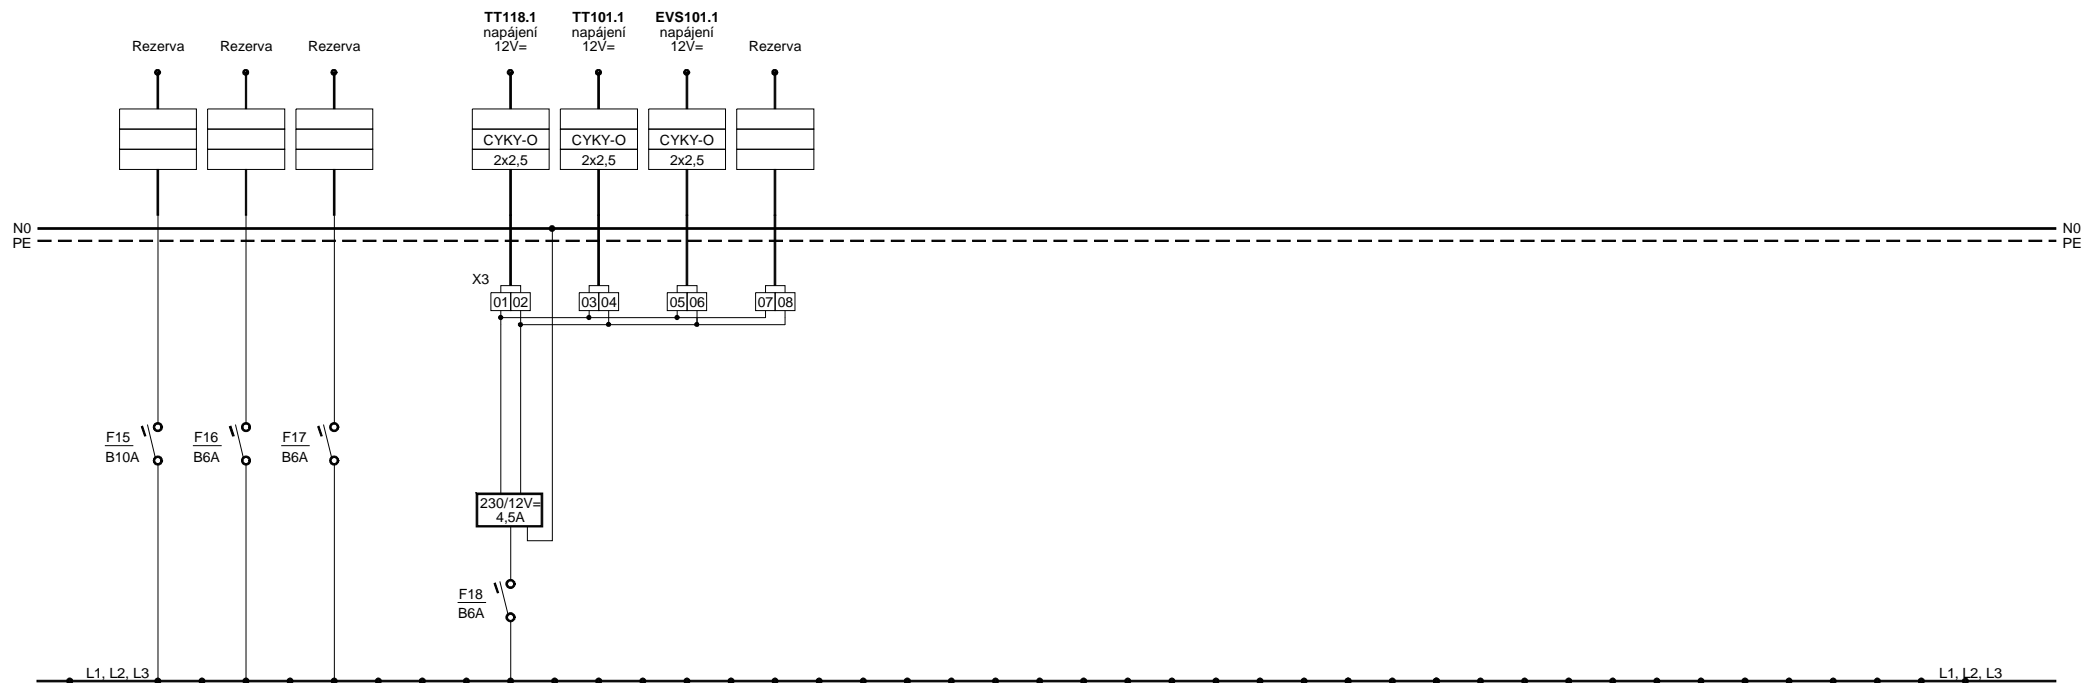 TT118.1
napájení
12V=
TT101.1
napájení
12V=
EVS101.1
napájení
12V=
Rezerva
Rezerva
Rezerva
Rezerva
CYKY-O
2x2,5
CYKY-O
2x2,5
CYKY-O
2x2,5
N0
PE
N0
PE
X3
01 02
03 04
05 06
07 08
F15
B10A
F16
B6A
F17
B6A
230/12V=
4,5A
F18
B6A
L1, L2, L3
L1, L2, L3